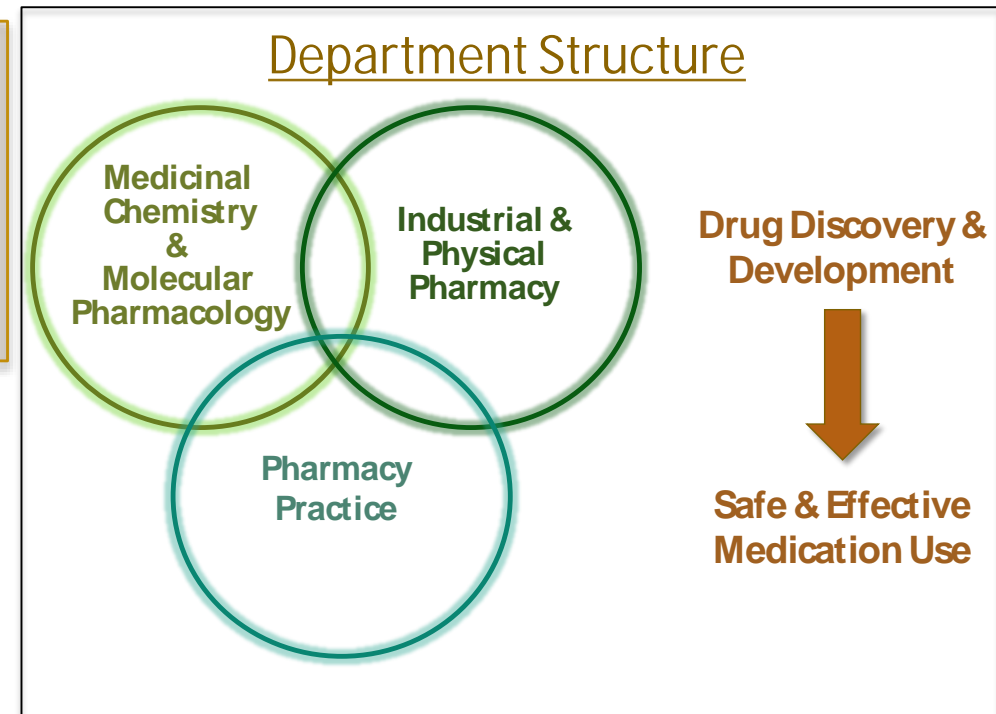 Department Structure
Medicinal
Chemistry
&
Molecular
Pharmacology
Industrial &
Physical
Pharmacy
Pharmacy
Practice
Drug Discovery &
Development
Safe & Effective
Medication Use